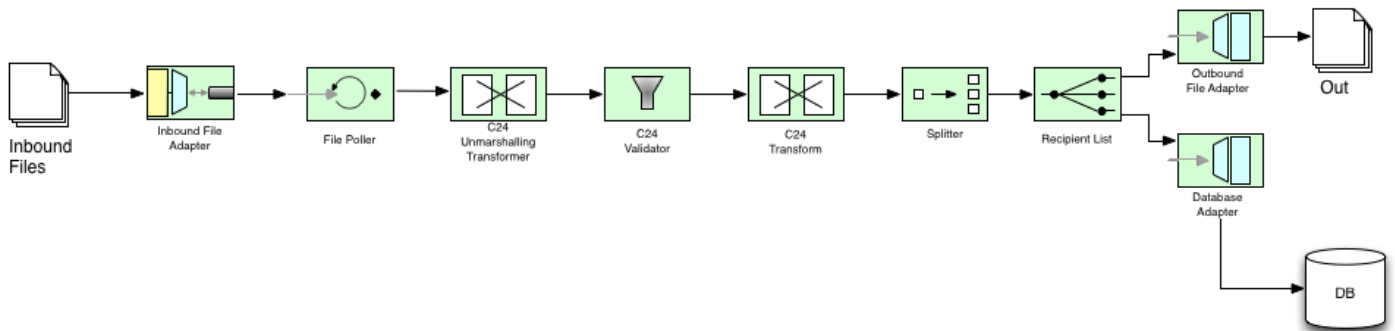 Inbound
Files
Inbound File
Adapter
File Poller
C24
Unmarshalling
Transformer
C24
Validator
C24
Transform
Splitter
Recipient List
Outbound
File Adapter
Out
Database
Adapter
DB